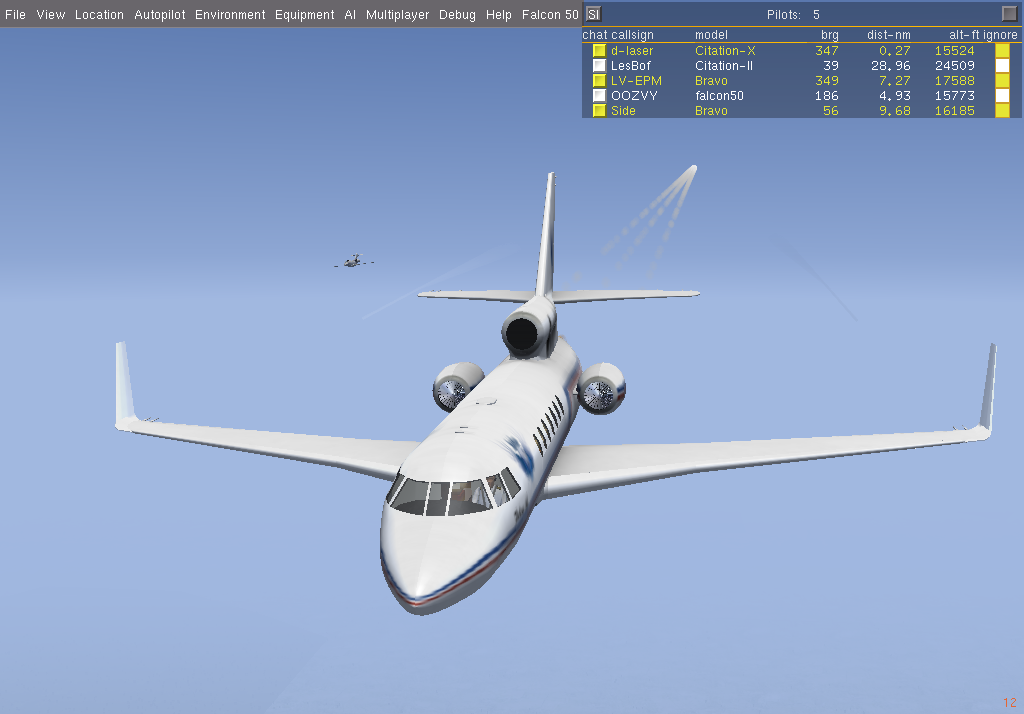 File View Location Autopilot Environment Equipment AI Multiplayer Debug Help Falcon 50
SI Pilots: 5
chat callsign model brg dist-nm alt-ft ignore
d-laser Citation-X 347 0.27 15524
LesBof Citation-II 39 28.96 24509
LV-EPM Bravo 349 7.27 17588
OOZVY falcon50 186 4.93 15773
Side Bravo 56 9.68 16185
12